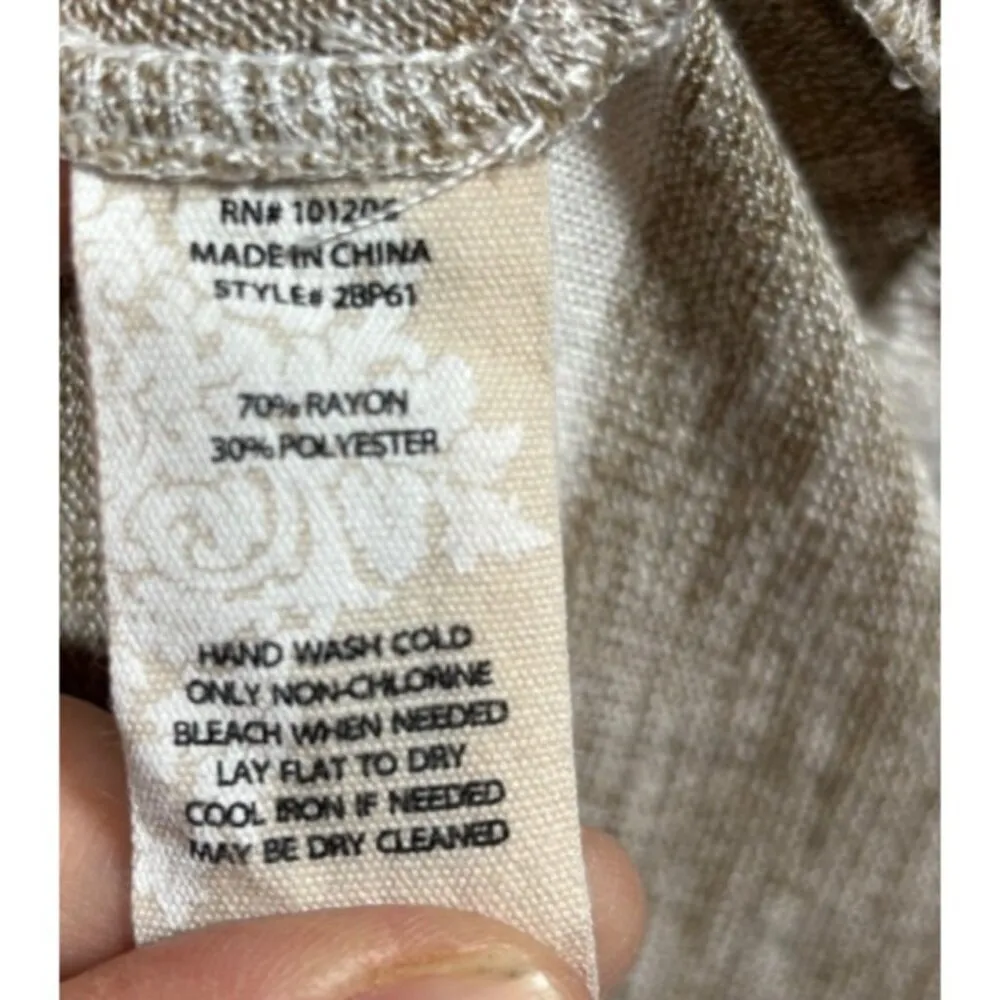 RN#
MADE IN CHINA
STYLE# 2BP61
70% RAYON
30% POLYESTER
HAND WASH COLD
ONLY NON-CHLORINE
BLEACH WHEN NEEDED
LAY FLAT TO DRY
COOL IRON IF NEEDED
MAY BE DRY CLEANED